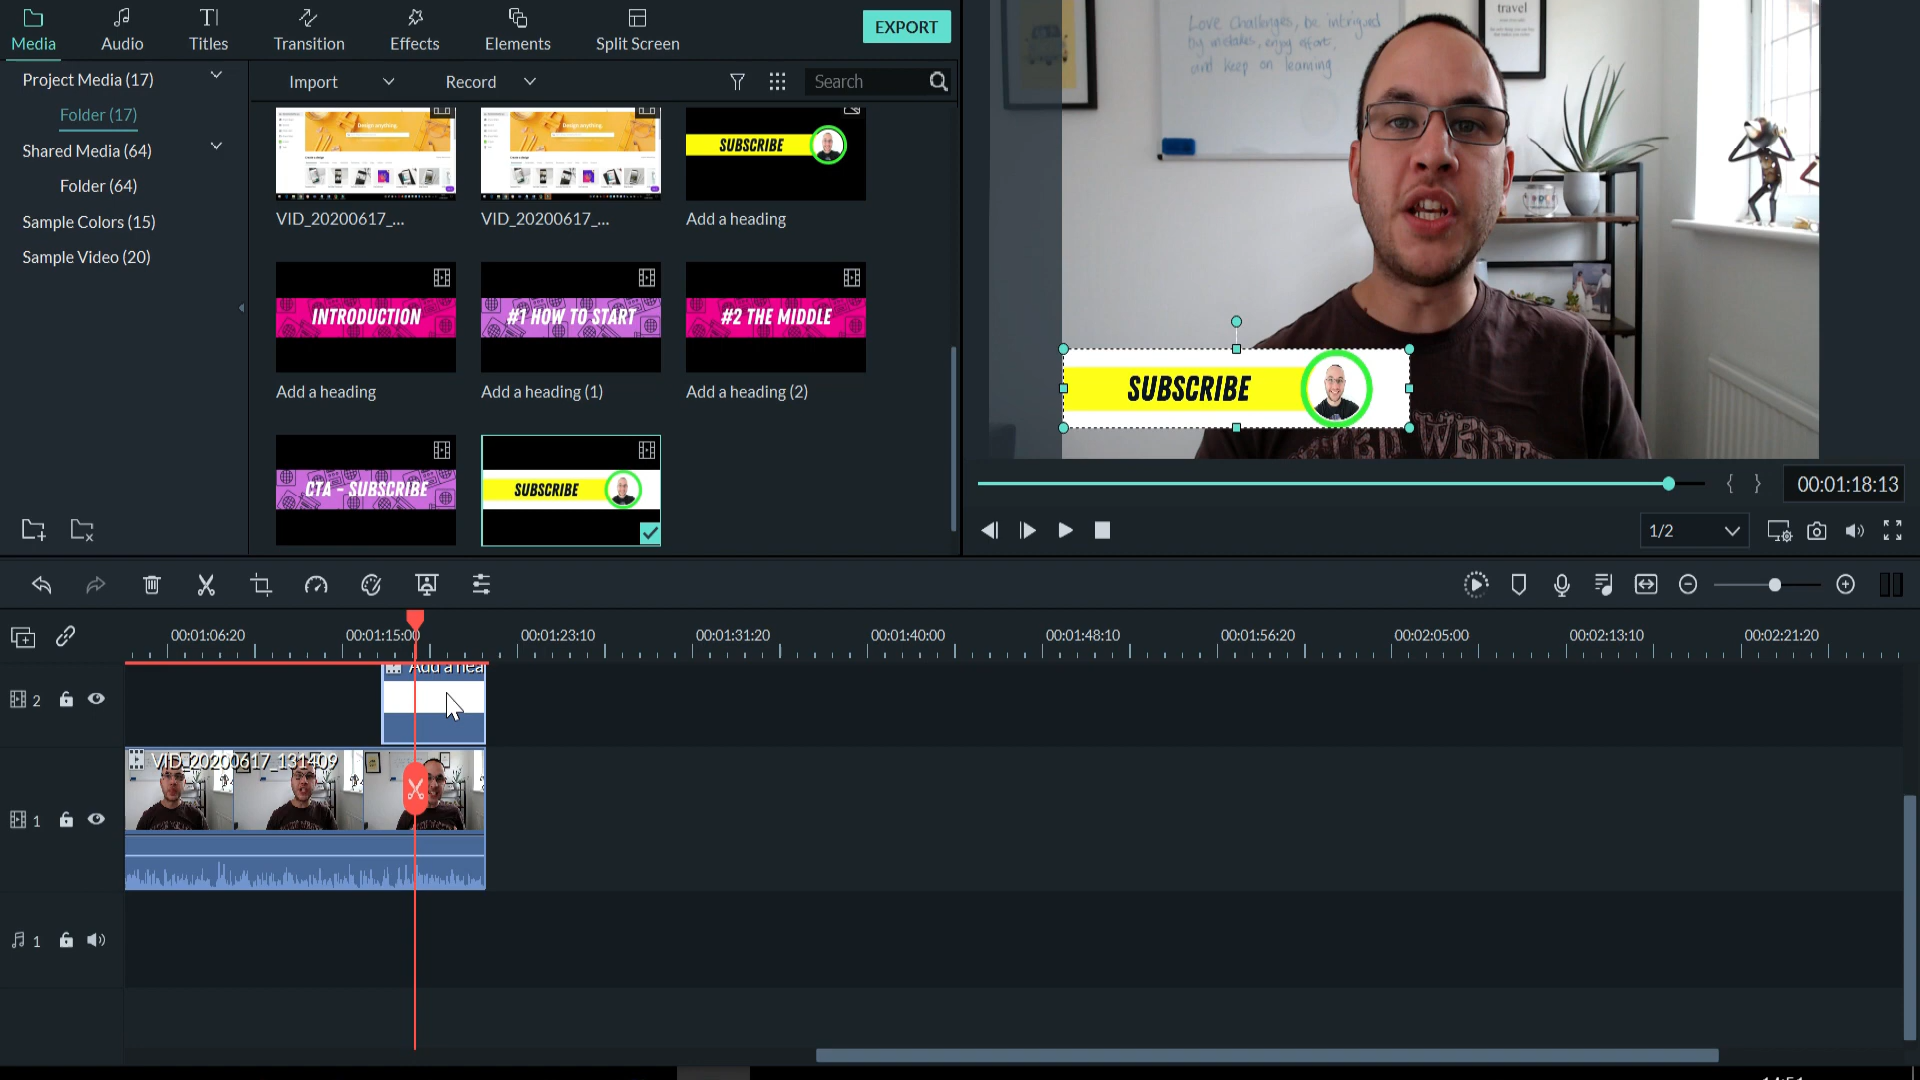 Media
Audio
Titles
Transition
Effects
Elements
Split Screen
EXPORT
Project Media (17)
Folder (17)
Shared Media (64)
Folder (64)
Sample Colors (15)
Sample Video (20)
Import
Record
Search
Design anything.
Design anything.
SUBSCRIBE
VID_20200617_...
VID_20200617_...
Add a heading
INTRODUCTION
#1 HOW TO START
#2 THE MIDDLE
Add a heading
Add a heading (1)
Add a heading (2)
CTA - SUBSCRIBE
SUBSCRIBE
Love challenges, be intrigued
by mistakes, enjoy effort,
and keep on learning
travel
SUBSCRIBE
{ }
00:01:18:13
1/2
00:01:06:20
00:01:15:00
00:01:23:10
00:01:31:20
00:01:40:00
00:01:48:10
00:01:56:20
00:02:05:00
00:02:13:10
00:02:21:20
Add a hea
2
VID_20200617_131409
1
1